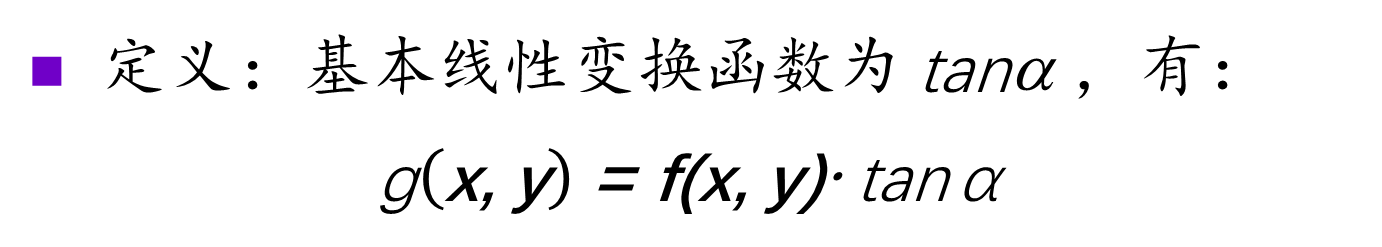 ■ 定义：基本线性变换函数为 tanα，有：
g(x, y) = f(x, y)· tan α